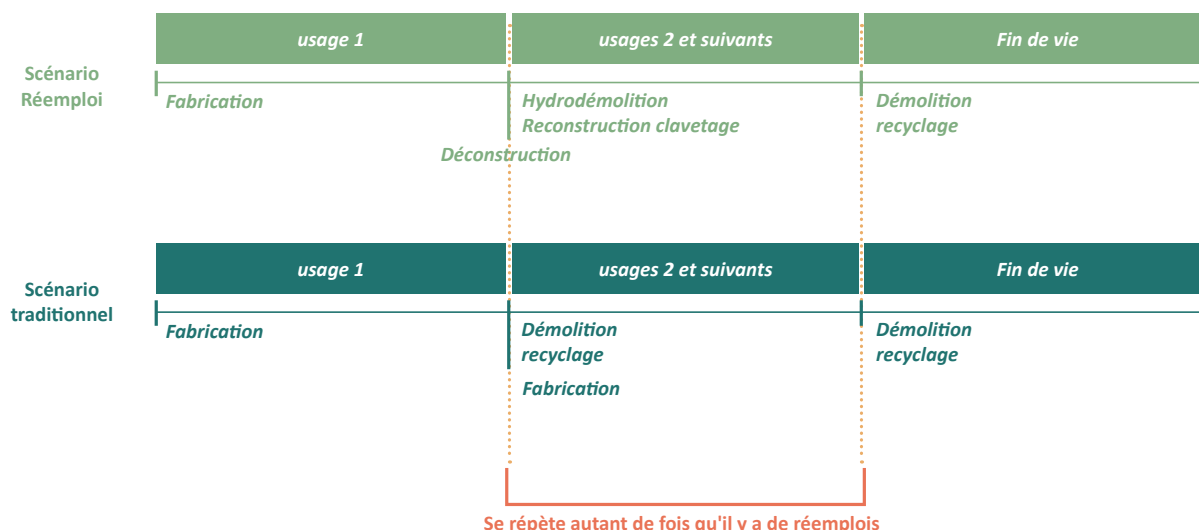 usage 1
usages 2 et suivants
Fin de vie
Scénario
Réemploi
Fabrication
Hydrodémolition
Reconstruction clavetage
Démolition
recyclage
Déconstruction
usage 1
usages 2 et suivants
Fin de vie
Scénario
traditionnel
Fabrication
Démolition
recyclage
Fabrication
Démolition
recyclage
Se répète autant de fois qu'il y a de réemplois